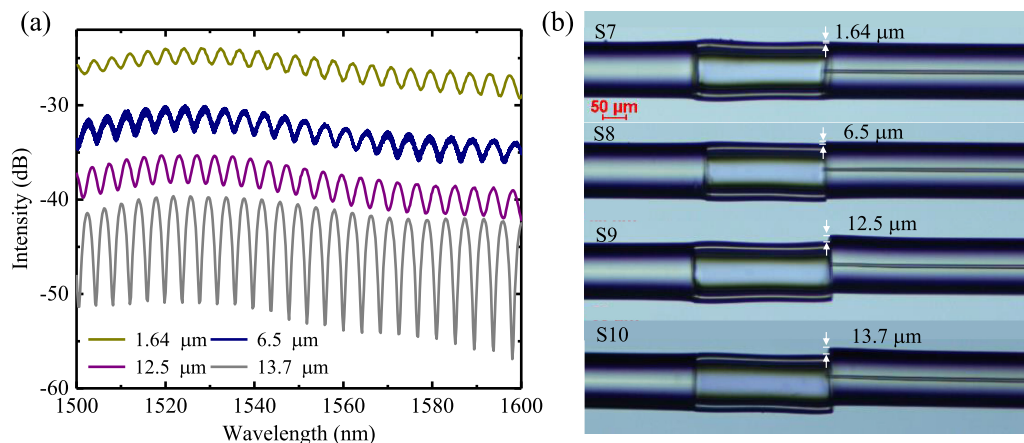 (a)
Intensity (dB)
-30
-40
-50
-60
1.64 μm
6.5 μm
12.5 μm
13.7 μm
1500
1520
1540
1560
1580
1600
Wavelength (nm)
(b)
S7
1.64 μm
50 μm
S8
6.5 μm
S9
12.5 μm
S10
13.7 μm